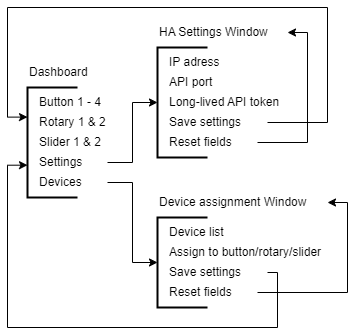 HA Settings Window
IP adress
API port
Long-lived API token
Save settings
Reset fields
Dashboard
Button 1 - 4
Rotary 1 & 2
Slider 1 & 2
Settings
Devices
Device assignment Window
Device list
Assign to button/rotary/slider
Save settings
Reset fields